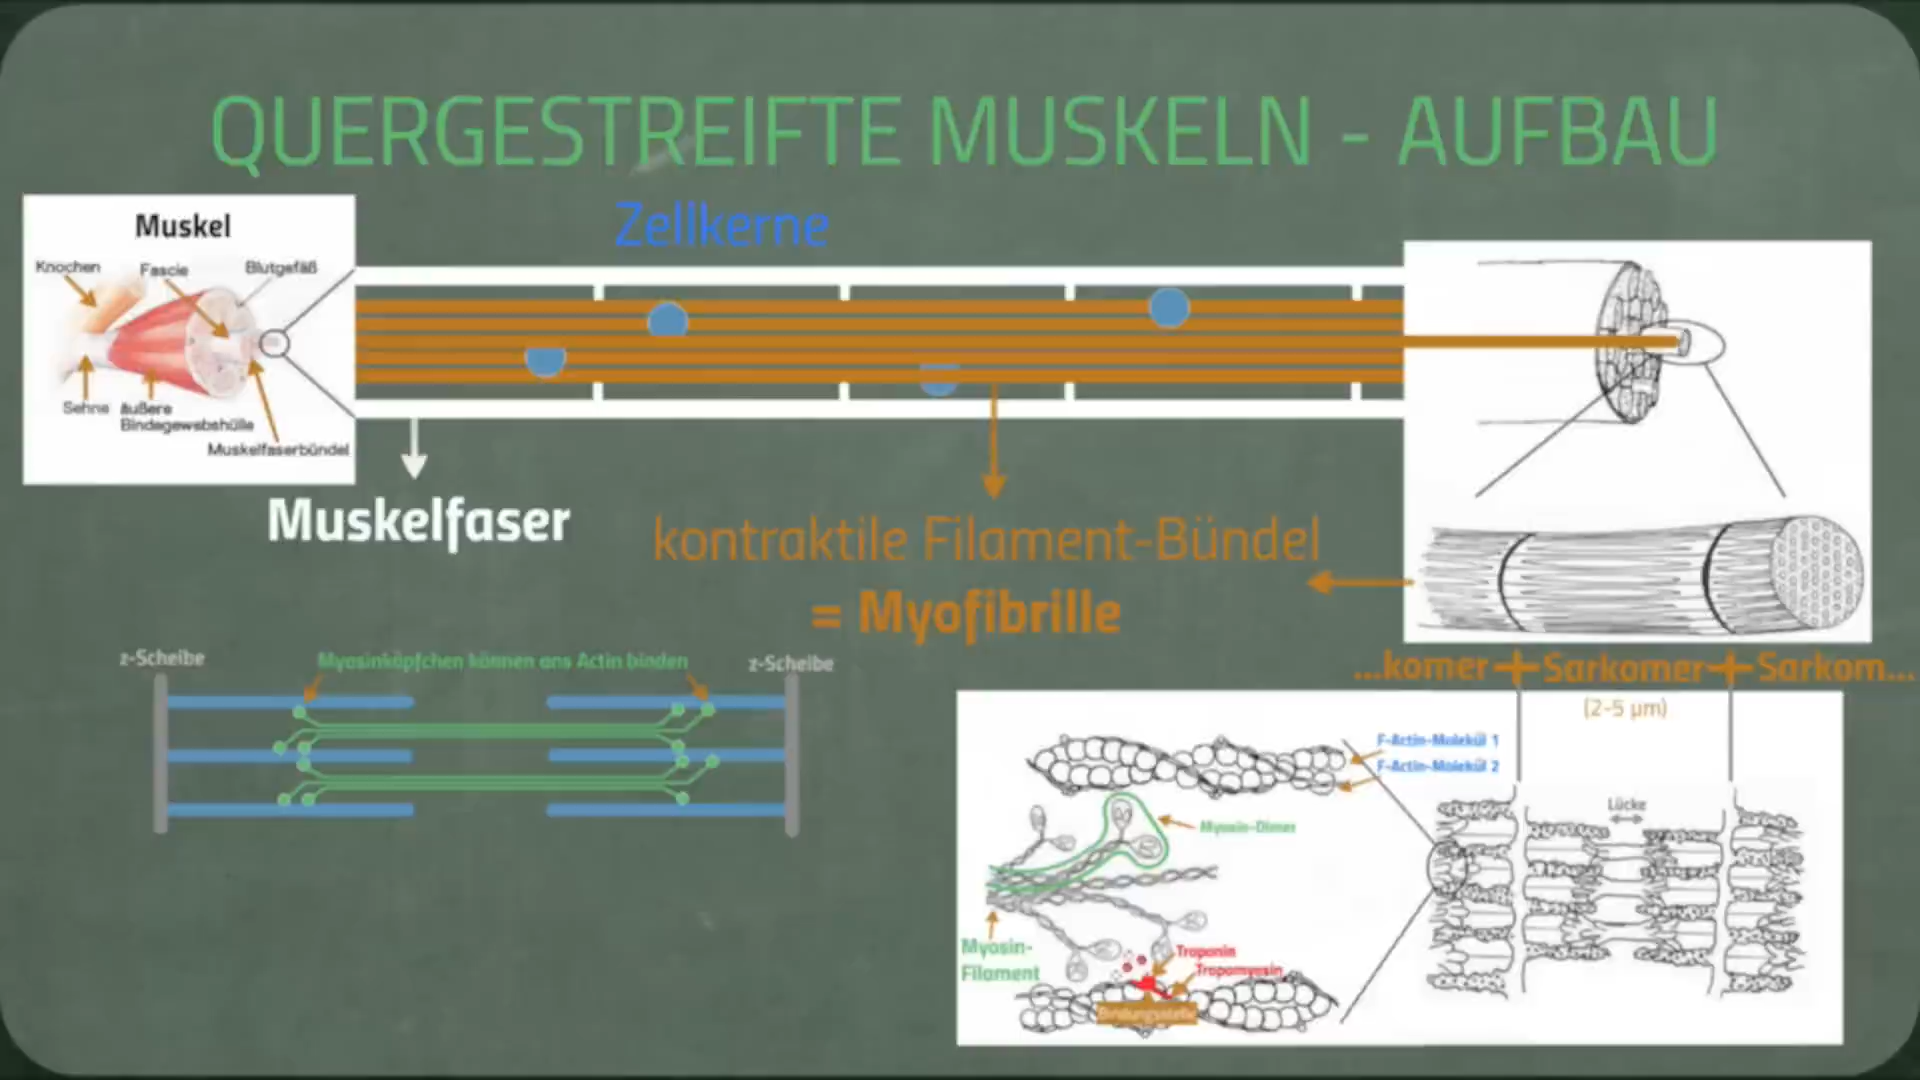 QUERGESTREIFTE MUSKELN - AUFBAU
Muskel
Knochen
Fascie
Blutgefäß
Sehne
äußere
Bindegewebshülle
Muskelfaserbündel
Zellkerne
Muskelfaser
kontraktile Filament-Bündel
= Myofibrille
z-Scheibe
Myosinköpfchen können ans Actin binden
z-Scheibe
...komer
Sarkomer
Sarkom...
(2-5 µm)
F-Actin-Molekül 1
F-Actin-Molekül 2
Lücke
Myosin-Dimer
Myosin-
Filament
Troponin
Tropomyosin
Bindungsstelle